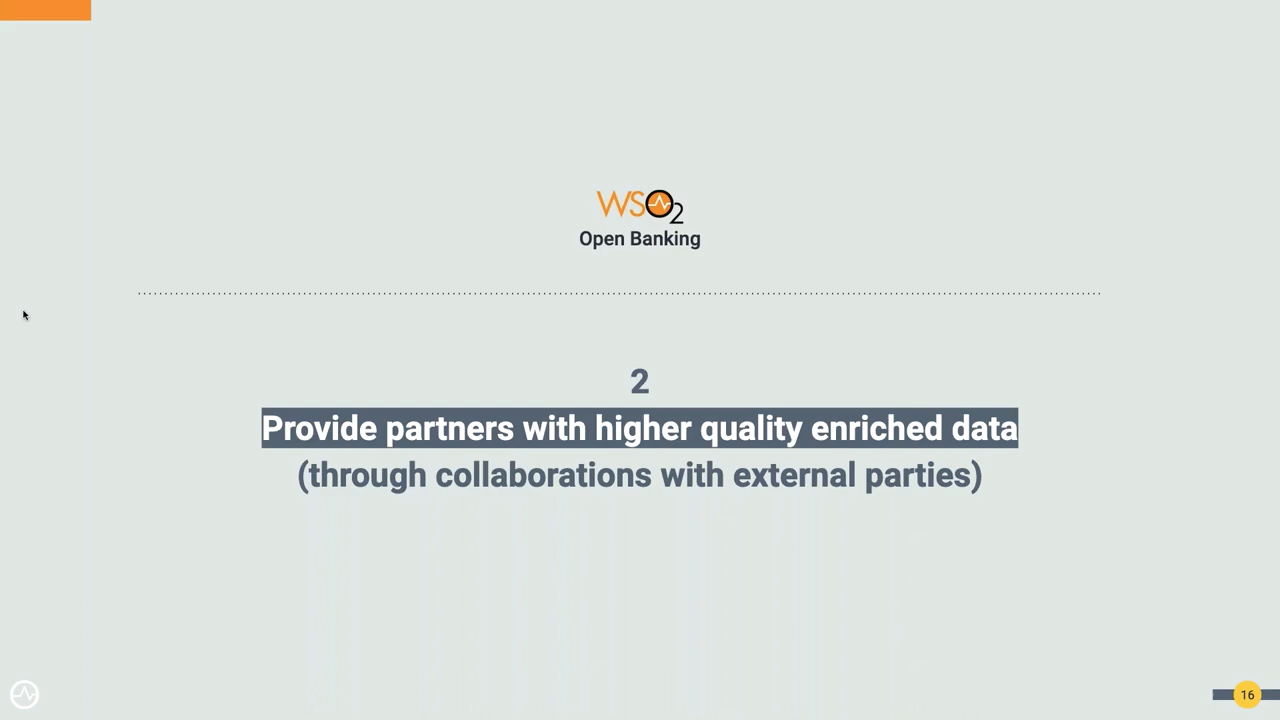 WSO2
Open Banking
2
Provide partners with higher quality enriched data
(through collaborations with external parties)
16